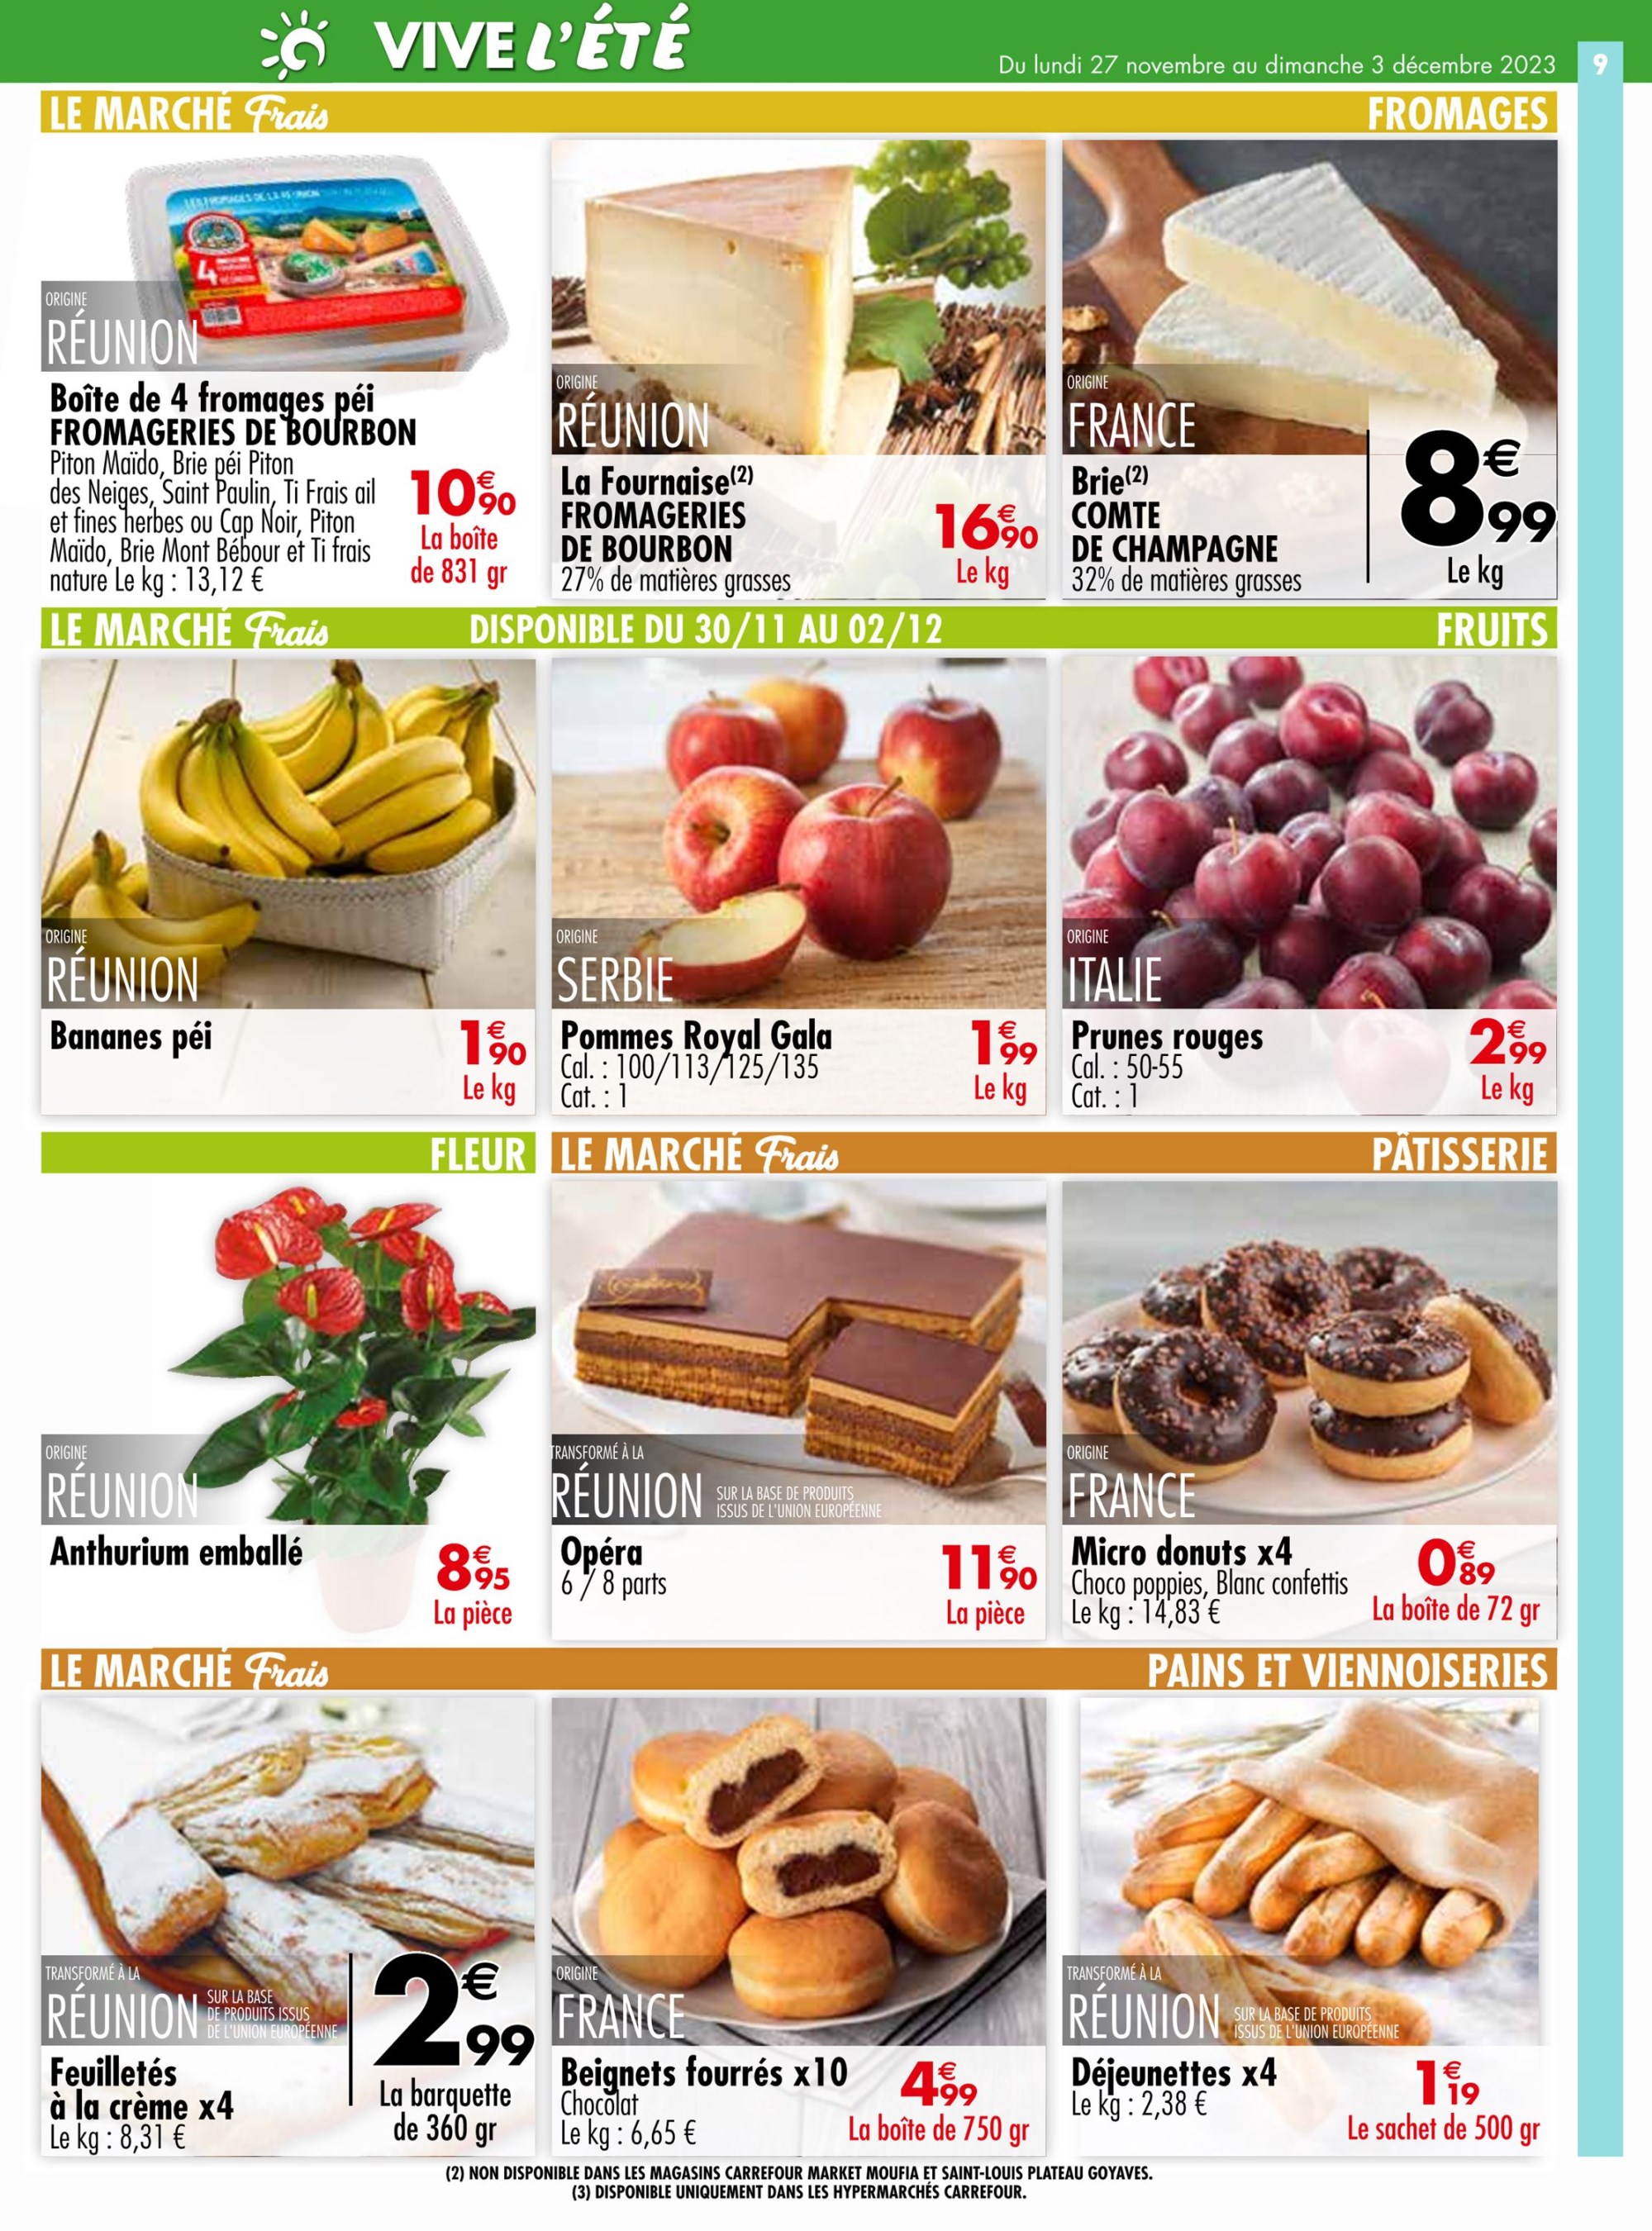 VIVE L'ÉTÉ
Du lundi 27 novembre au dimanche 3 décembre 2023
9
LE MARCHÉ Frais
FROMAGES
LES FROMAGES DE LA RÉUNION
4
ORIGINE
RÉUNION
Boîte de 4 fromages péi
FROMAGERIES DE BOURBON
Piton Maïdo, Brie péi Piton
des Neiges, Saint Paulin, Ti Frais ail
et fines herbes ou Cap Noir, Piton
Maïdo, Brie Mont Bébour et Ti frais
nature Le kg : 13,12 €
10€90
La boîte
de 831 gr
ORIGINE
RÉUNION
La Fournaise(2)
FROMAGERIES
DE BOURBON
27% de matières grasses
16€90
Le kg
ORIGINE
FRANCE
Brie(2)
COMTE
DE CHAMPAGNE
32% de matières grasses
8€99
Le kg
LE MARCHÉ Frais
DISPONIBLE DU 30/11 AU 02/12
FRUITS
ORIGINE
RÉUNION
Bananes péi
1€90
Le kg
ORIGINE
SERBIE
Pommes Royal Gala
Cal. : 100/113/125/135
Cat. : 1
1€99
Le kg
ORIGINE
ITALIE
Prunes rouges
Cal. : 50-55
Cat. : 1
2€99
Le kg
FLEUR
ORIGINE
RÉUNION
Anthurium emballé
8€95
La pièce
LE MARCHÉ Frais
PÂTISSERIE
TRANSFORMÉ À LA
RÉUNION
SUR LA BASE DE PRODUITS
ISSUS DE L'UNION EUROPÉENNE
Opéra
6 / 8 parts
11€90
La pièce
ORIGINE
FRANCE
Micro donuts x4
Choco poppies, Blanc confettis
Le kg : 14,83 €
0€89
La boîte de 72 gr
LE MARCHÉ Frais
PAINS ET VIENNOISERIES
TRANSFORMÉ À LA
RÉUNION
SUR LA BASE
DE PRODUITS ISSUS
DE L'UNION EUROPÉENNE
Feuilletés
à la crème x4
Le kg : 8,31 €
2€99
La barquette
de 360 gr
ORIGINE
FRANCE
Beignets fourrés x10
Chocolat
Le kg : 6,65 €
4€99
La boîte de 750 gr
TRANSFORMÉ À LA
RÉUNION
SUR LA BASE DE PRODUITS
ISSUS DE L'UNION EUROPÉENNE
Déjeunettes x4
Le kg : 2,38 €
1€19
Le sachet de 500 gr
(2) NON DISPONIBLE DANS LES MAGASINS CARREFOUR MARKET MOUFIA ET SAINT-LOUIS PLATEAU GOYAVES.
(3) DISPONIBLE UNIQUEMENT DANS LES HYPERMARCHÉS CARREFOUR.